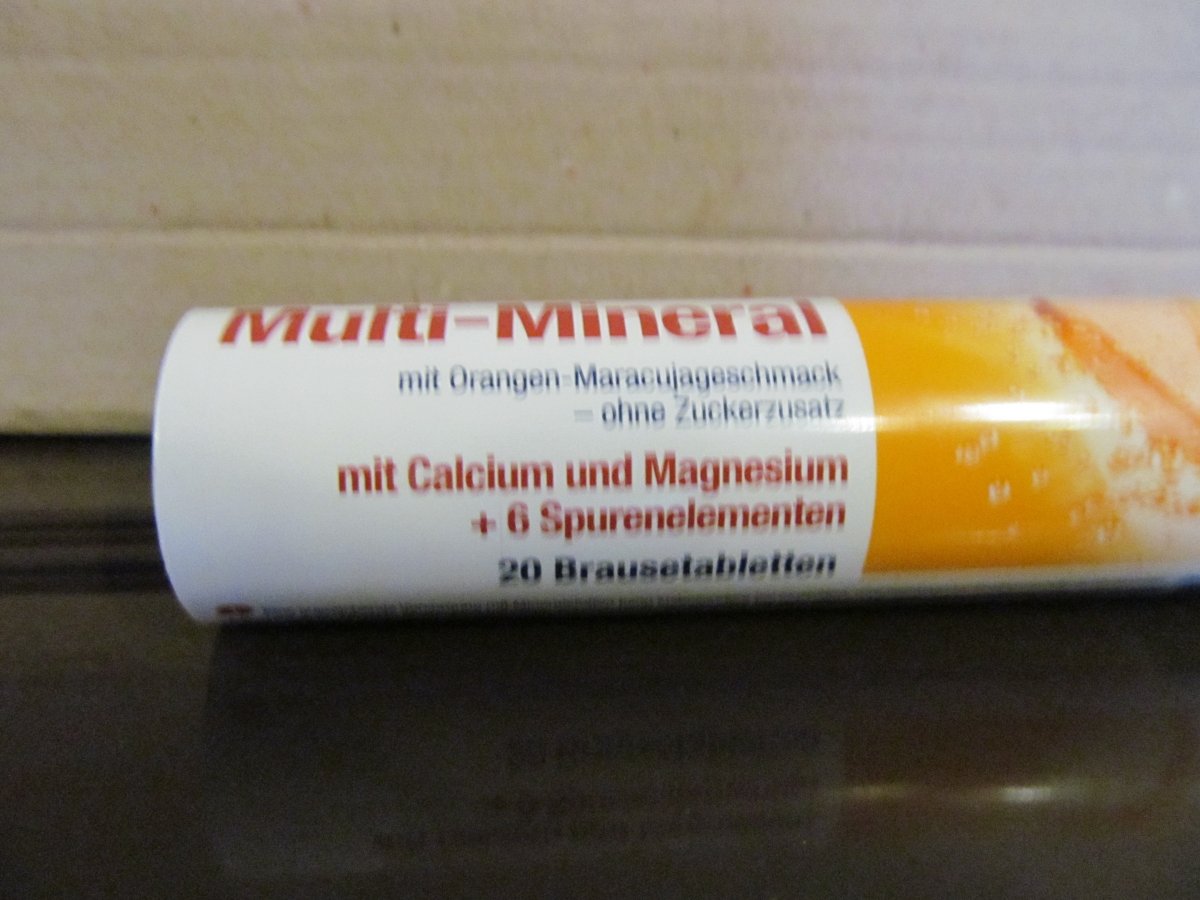 Multi-Mineral
mit Orangen-Maracujageschmack
– ohne Zuckerzusatz
mit Calcium und Magnesium
+ 6 Spurenelementen
20 Brausetabletten